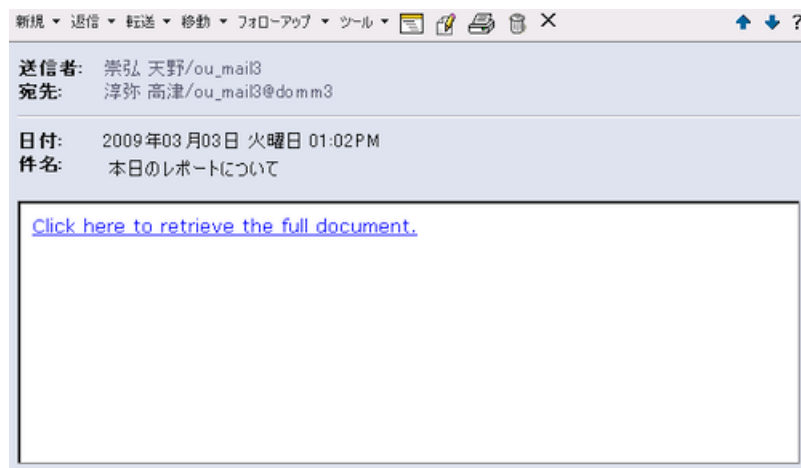 新規 ▼ 返信 ▼ 転送 ▼ 移動 ▼ フォローアップ ▼ ツール ▼ ?
送信者: 崇弘 天野/ou_mail3
宛先: 淳弥 高津/ou_mail3@domm3
日付: 2009年03月03日 火曜日 01:02PM
件名: 本日のレポートについて
Click here to retrieve the full document.